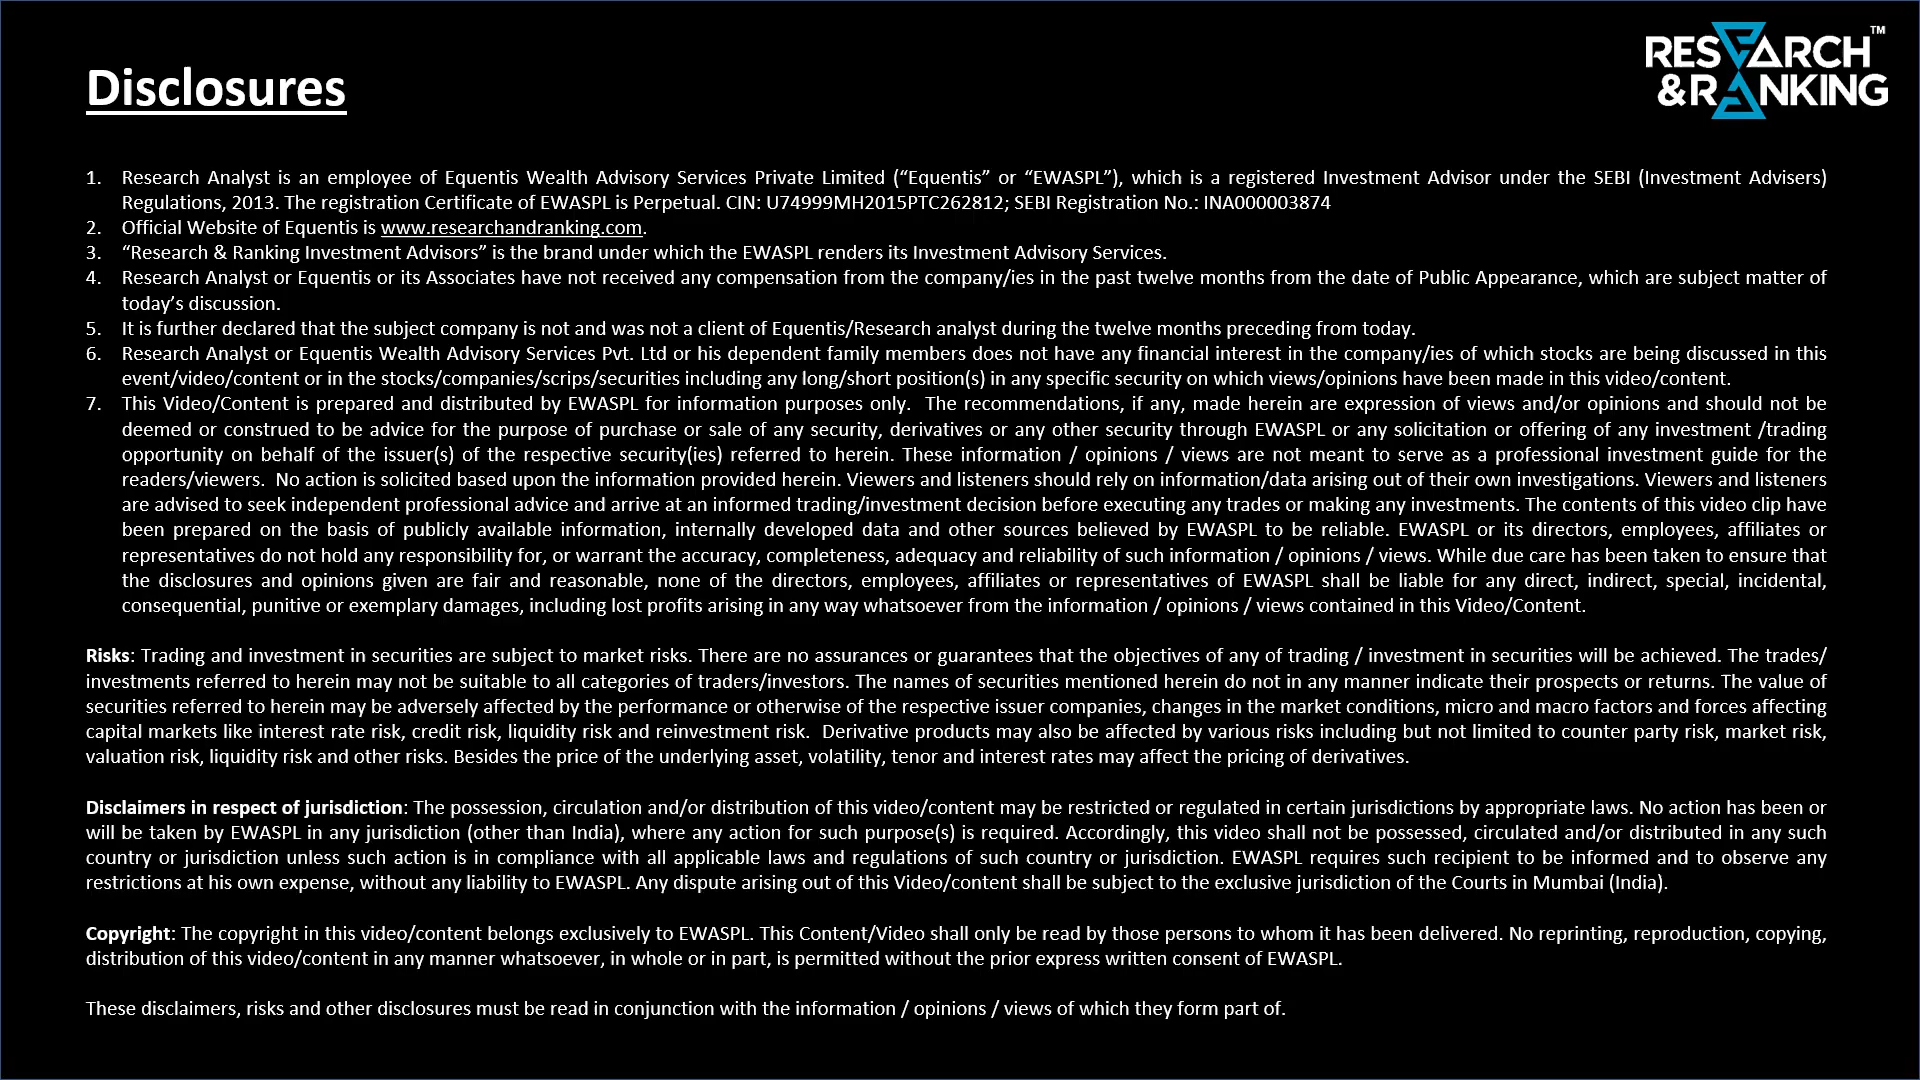 RESEARCH™
&RANKING
Disclosures
1. Research Analyst is an employee of Equentis Wealth Advisory Services Private Limited (“Equentis” or “EWASPL”), which is a registered Investment Advisor under the SEBI (Investment Advisers)
Regulations, 2013. The registration Certificate of EWASPL is Perpetual. CIN: U74999MH2015PTC262812; SEBI Registration No.: INA000003874
2. Official Website of Equentis is www.researchandranking.com.
3. “Research & Ranking Investment Advisors” is the brand under which the EWASPL renders its Investment Advisory Services.
4. Research Analyst or Equentis or its Associates have not received any compensation from the company/ies in the past twelve months from the date of Public Appearance, which are subject matter of
today’s discussion.
5. It is further declared that the subject company is not and was not a client of Equentis/Research analyst during the twelve months preceding from today.
6. Research Analyst or Equentis Wealth Advisory Services Pvt. Ltd or his dependent family members does not have any financial interest in the company/ies of which stocks are being discussed in this
event/video/content or in the stocks/companies/scrips/securities including any long/short position(s) in any specific security on which views/opinions have been made in this video/content.
7. This Video/Content is prepared and distributed by EWASPL for information purposes only. The recommendations, if any, made herein are expression of views and/or opinions and should not be
deemed or construed to be advice for the purpose of purchase or sale of any security, derivatives or any other security through EWASPL or any solicitation or offering of any investment /trading
opportunity on behalf of the issuer(s) of the respective security(ies) referred to herein. These information / opinions / views are not meant to serve as a professional investment guide for the
readers/viewers. No action is solicited based upon the information provided herein. Viewers and listeners should rely on information/data arising out of their own investigations. Viewers and listeners
are advised to seek independent professional advice and arrive at an informed trading/investment decision before executing any trades or making any investments. The contents of this video clip have
been prepared on the basis of publicly available information, internally developed data and other sources believed by EWASPL to be reliable. EWASPL or its directors, employees, affiliates or
representatives do not hold any responsibility for, or warrant the accuracy, completeness, adequacy and reliability of such information / opinions / views. While due care has been taken to ensure that
the disclosures and opinions given are fair and reasonable, none of the directors, employees, affiliates or representatives of EWASPL shall be liable for any direct, indirect, special, incidental,
consequential, punitive or exemplary damages, including lost profits arising in any way whatsoever from the information / opinions / views contained in this Video/Content.
Risks: Trading and investment in securities are subject to market risks. There are no assurances or guarantees that the objectives of any of trading / investment in securities will be achieved. The trades/
investments referred to herein may not be suitable to all categories of traders/investors. The names of securities mentioned herein do not in any manner indicate their prospects or returns. The value of
securities referred to herein may be adversely affected by the performance or otherwise of the respective issuer companies, changes in the market conditions, micro and macro factors and forces affecting
capital markets like interest rate risk, credit risk, liquidity risk and reinvestment risk. Derivative products may also be affected by various risks including but not limited to counter party risk, market risk,
valuation risk, liquidity risk and other risks. Besides the price of the underlying asset, volatility, tenor and interest rates may affect the pricing of derivatives.
Disclaimers in respect of jurisdiction: The possession, circulation and/or distribution of this video/content may be restricted or regulated in certain jurisdictions by appropriate laws. No action has been or
will be taken by EWASPL in any jurisdiction (other than India), where any action for such purpose(s) is required. Accordingly, this video shall not be possessed, circulated and/or distributed in any such
country or jurisdiction unless such action is in compliance with all applicable laws and regulations of such country or jurisdiction. EWASPL requires such recipient to be informed and to observe any
restrictions at his own expense, without any liability to EWASPL. Any dispute arising out of this Video/content shall be subject to the exclusive jurisdiction of the Courts in Mumbai (India).
Copyright: The copyright in this video/content belongs exclusively to EWASPL. This Content/Video shall only be read by those persons to whom it has been delivered. No reprinting, reproduction, copying,
distribution of this video/content in any manner whatsoever, in whole or in part, is permitted without the prior express written consent of EWASPL.
These disclaimers, risks and other disclosures must be read in conjunction with the information / opinions / views of which they form part of.